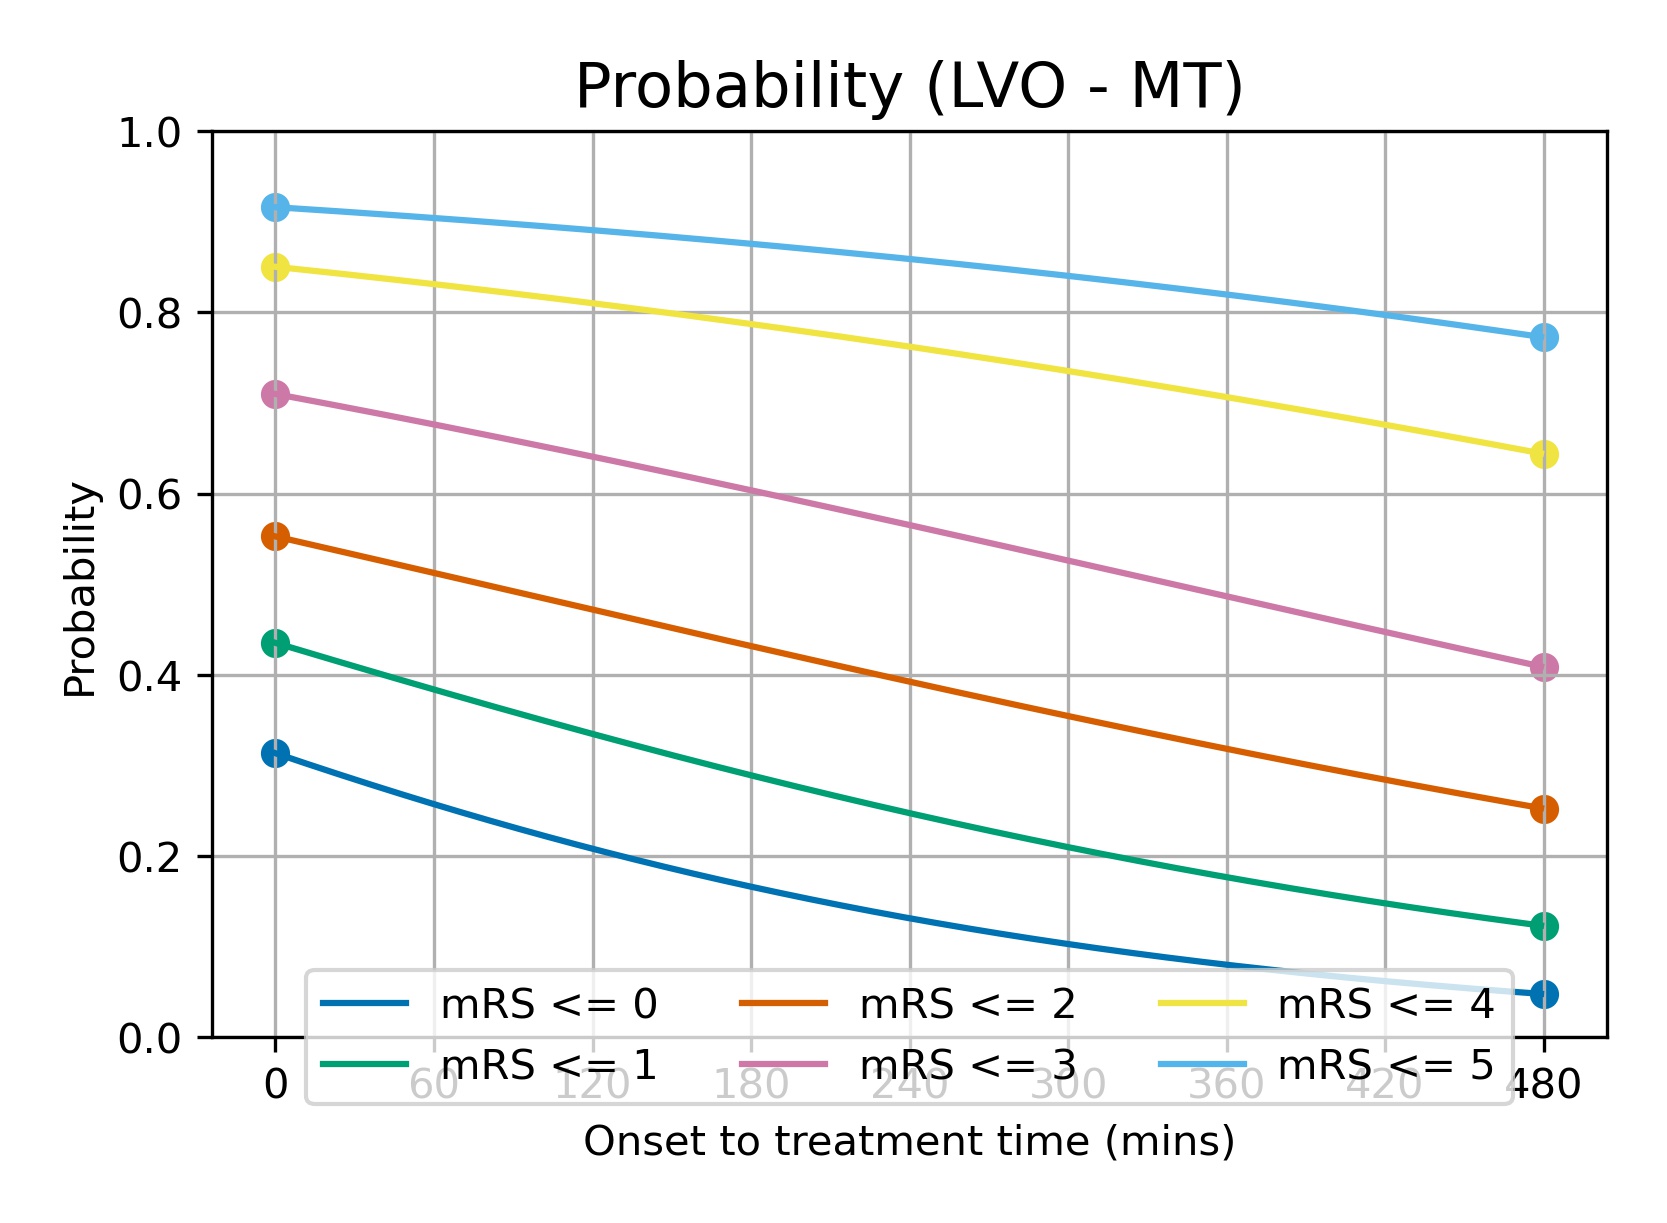 Probability (LVO - MT)
Probability
1.0
0.8
0.6
0.4
0.2
0.0
mRS <= 0 mRS <= 2 mRS <= 4
mRS <= 1 mRS <= 3 mRS <= 5
0 60 120 180 240 300 360 420 480
Onset to treatment time (mins)